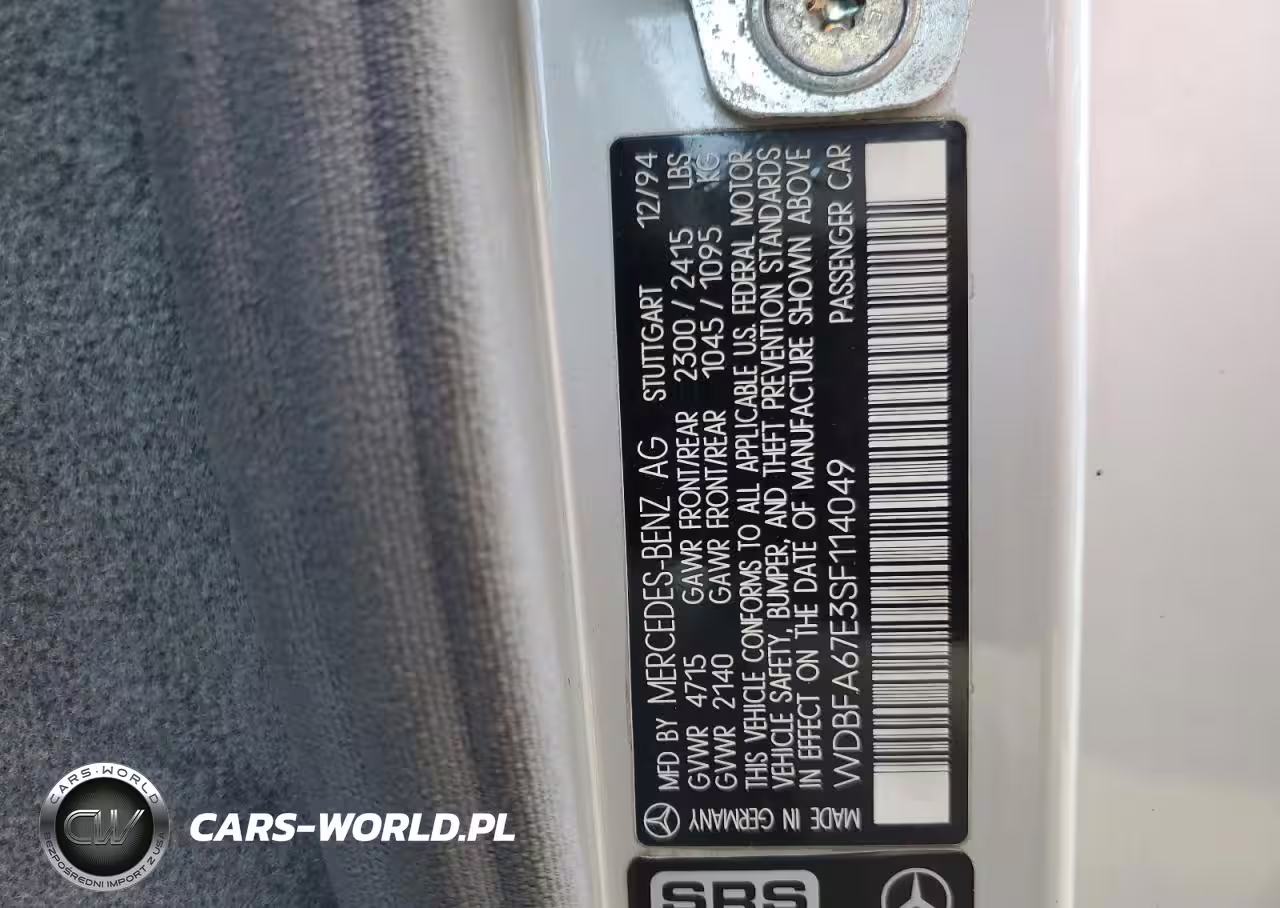 MFD BY MERCEDES-BENZ AG STUTTGART 12/94
GVWR 4715 GAWR FRONT/REAR 2300 / 2415 LBS
GVWR 2140 GAWR FRONT/REAR 1045 / 1095 KG
THIS VEHICLE CONFORMS TO ALL APPLICABLE U.S. FEDERAL MOTOR
VEHICLE SAFETY, BUMPER, AND THEFT PREVENTION STANDARDS
IN EFFECT ON THE DATE OF MANUFACTURE SHOWN ABOVE
WDBFA67E3SF114049 PASSENGER CAR
MADE IN GERMANY
SRS
CARS-WORLD
CW
BEZPOŚREDNI IMPORT Z USA
CARS-WORLD.PL